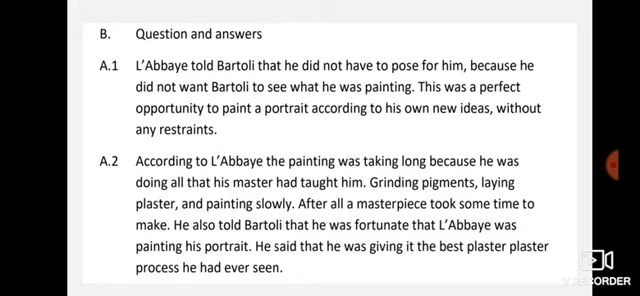 B. Question and answers
A.1 L'Abbaye told Bartoli that he did not have to pose for him, because he
did not want Bartoli to see what he was painting. This was a perfect
opportunity to paint a portrait according to his own new ideas, without
any restraints.
A.2 According to L'Abbaye the painting was taking long because he was
doing all that his master had taught him. Grinding pigments, laying
plaster, and painting slowly. After all a masterpiece took some time to
make. He also told Bartoli that he was fortunate that L'Abbaye was
painting his portrait. He said that he was giving it the best plaster plaster
process he had ever seen.